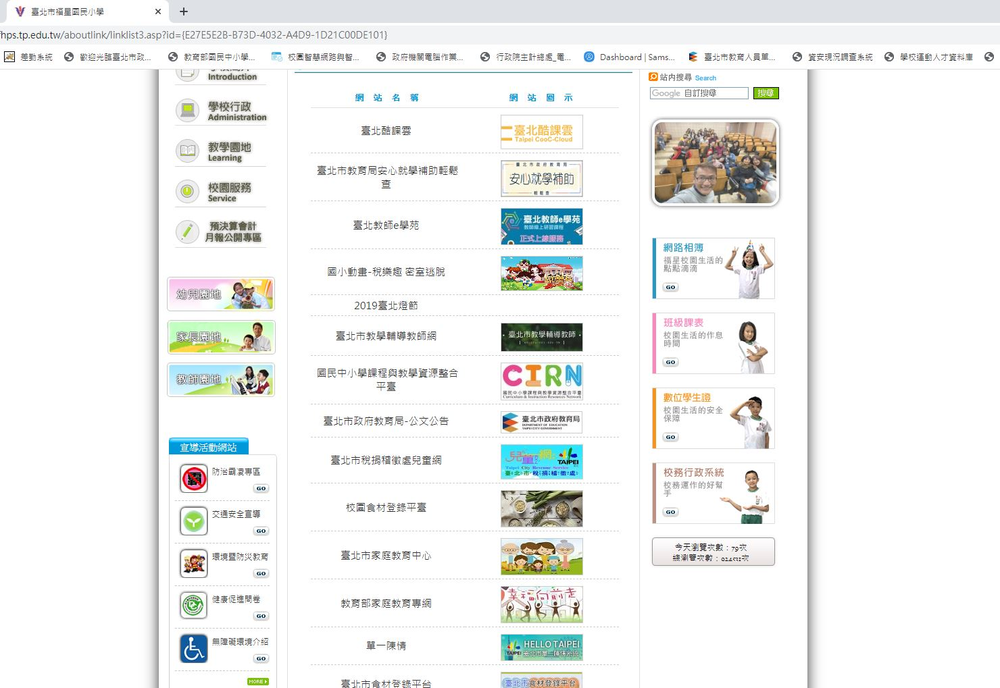 臺北市福星國民小學
hps.tp.edu.tw/aboutlink/linklist3.asp?id={E27E5E2B-B73D-4032-A4D9-1D21C00DE101}
差勤系統
歡迎光臨臺北市政...
教育部國民中小學...
校園智慧網路與智...
政府機關電腦作業...
行政院主計總處_電...
Dashboard | Sams...
臺北市教育人員單...
資安現況調查系統
學校運動人才資料庫
Introduction
學校行政
Administration
教學園地
Learning
校園服務
Service
預決算會計
月報公開專區
幼兒園地
家長園地
教師園地
宣導活動網站
防治霸凌專區
霸
GO
交通安全宣導
GO
環境暨防災教育
GO
健康促進問卷
GO
無障礙環境介紹
GO
MORE
網 站 名 稱
網 站 圖 示
臺北酷課雲
臺北酷課雲
Taipei CooC-Cloud
臺北市教育局安心就學補助輕鬆
查
臺北市政府教育局
安心就學補助
輕鬆查
臺北教師e學苑
臺北教師e學苑
教師線上研習課程
正式上線服務
國小動畫-稅樂趣 密室逃脫
2019臺北燈節
臺北市教學輔導教師網
臺北市教學輔導教師
國民中小學課程與教學資源整合
平臺
CIRN
國民中小學課程與教學資源整合平臺
Curriculum & Instruction Resources Network
臺北市政府教育局-公文公告
臺北市政府教育局
DEPARTMENT OF EDUCATION
TAIPEI CITY GOVERNMENT
臺北市稅捐稽徵處兒童網
兒童網
TAIPEI
Taipei City Revenue Service
臺北市稅捐稽徵處
校園食材登錄平臺
臺北市家庭教育中心
教育部家庭教育專網
幸福向前走
單一陳情
HELLO TAIPEI
TAIPEI
臺北市單一陳情系統
臺北市食材登錄平台
臺北市食材登錄平台
站內搜尋 Search
Google 自訂搜尋
搜尋
網路相簿
福星校園生活的
點點滴滴
GO
班級課表
校園生活的作息
時間
GO
數位學生證
校園生活的安全
保障
GO
校務行政系統
校務運作的好幫
手
GO
今天瀏覽次數：79次
總瀏覽次數：924531次